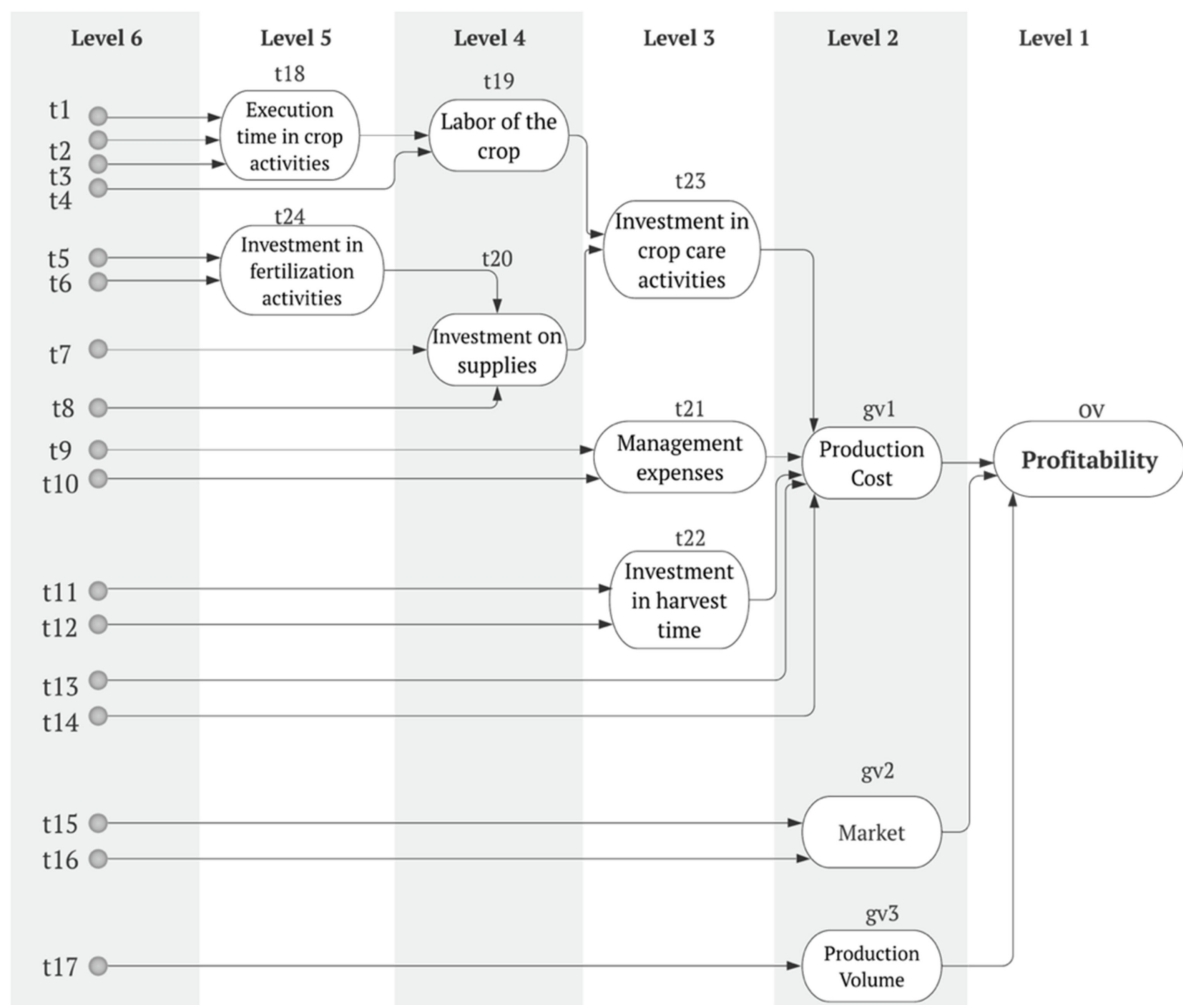 Level 6 Level 5 Level 4 Level 3 Level 2 Level 1
t18
Execution
time in crop
activities
t19
Labor of the
crop
t1
t2
t3
t4
t23
Investment in
crop care
activities
t24
Investment in
fertilization
activities
t5
t6
t20
Investment on
supplies
t7
t8
t9
t10
t21
Management
expenses
gv1
Production
Cost
ov
Profitability
t22
Investment
in harvest
time
t11
t12
t13
t14
gv2
Market
t15
t16
gv3
Production
Volume
t17